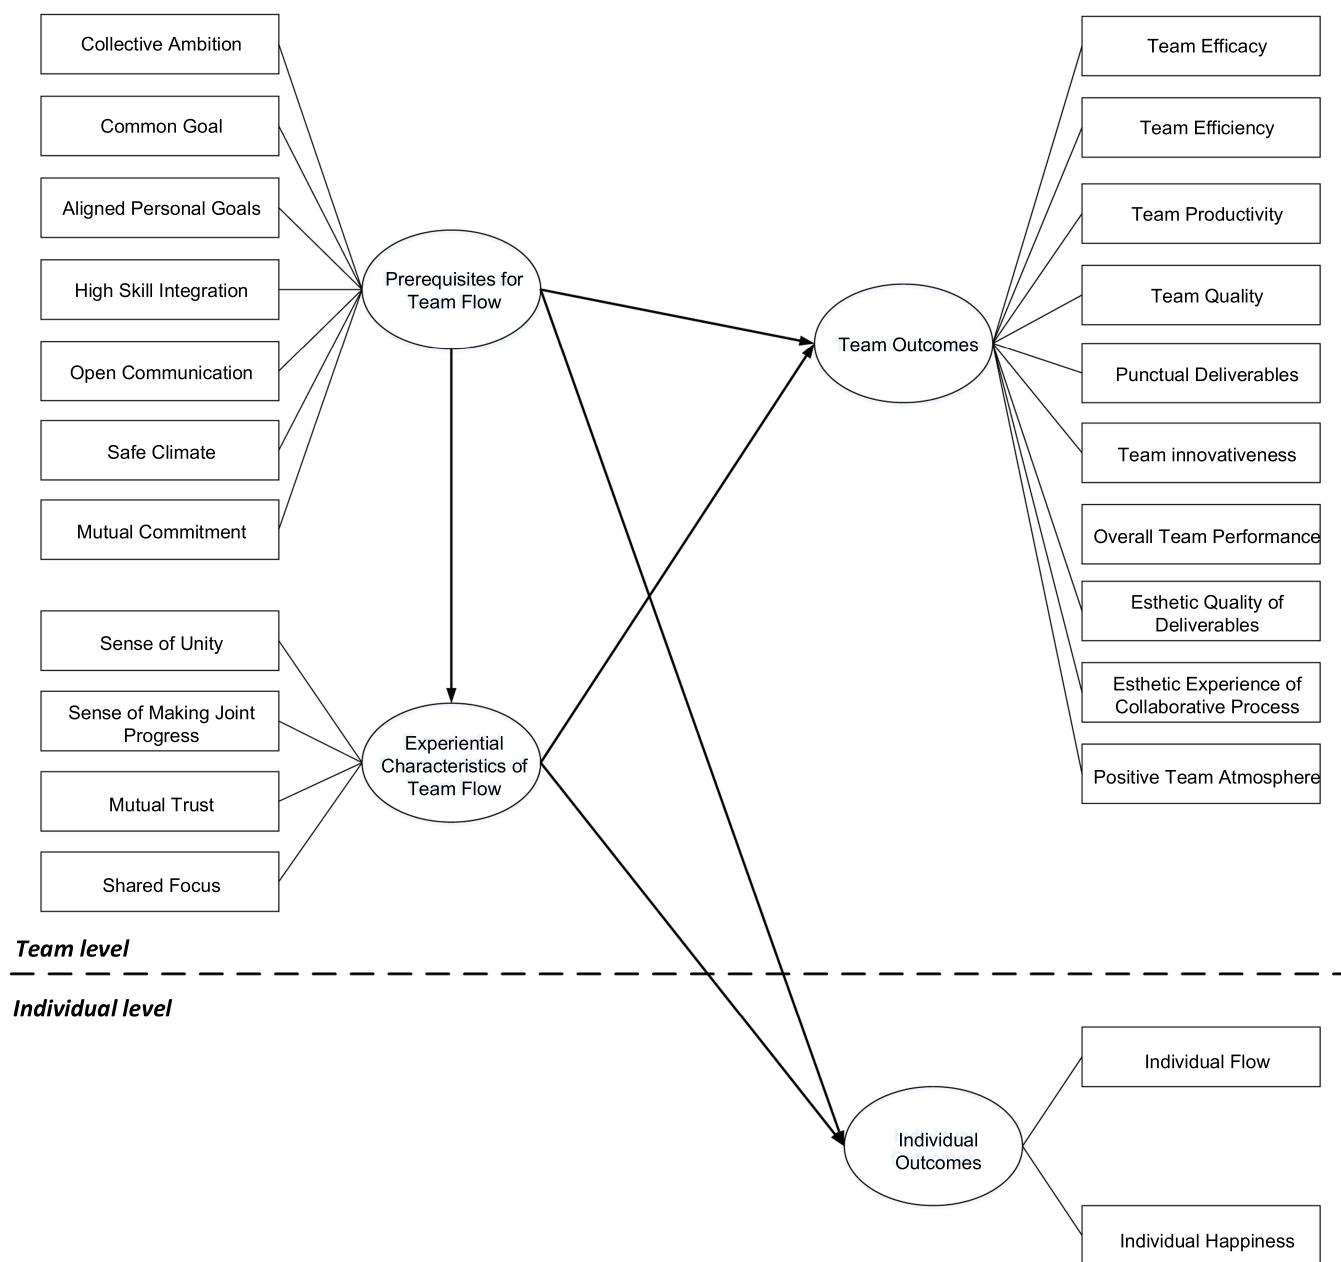 Collective Ambition
Common Goal
Aligned Personal Goals
High Skill Integration
Open Communication
Safe Climate
Mutual Commitment
Sense of Unity
Sense of Making Joint
Progress
Mutual Trust
Shared Focus
Prerequisites for
Team Flow
Experiential
Characteristics of
Team Flow
Team Outcomes
Team Efficacy
Team Efficiency
Team Productivity
Team Quality
Punctual Deliverables
Team innovativeness
Overall Team Performance
Esthetic Quality of
Deliverables
Esthetic Experience of
Collaborative Process
Positive Team Atmosphere
Team level
Individual level
Individual
Outcomes
Individual Flow
Individual Happiness